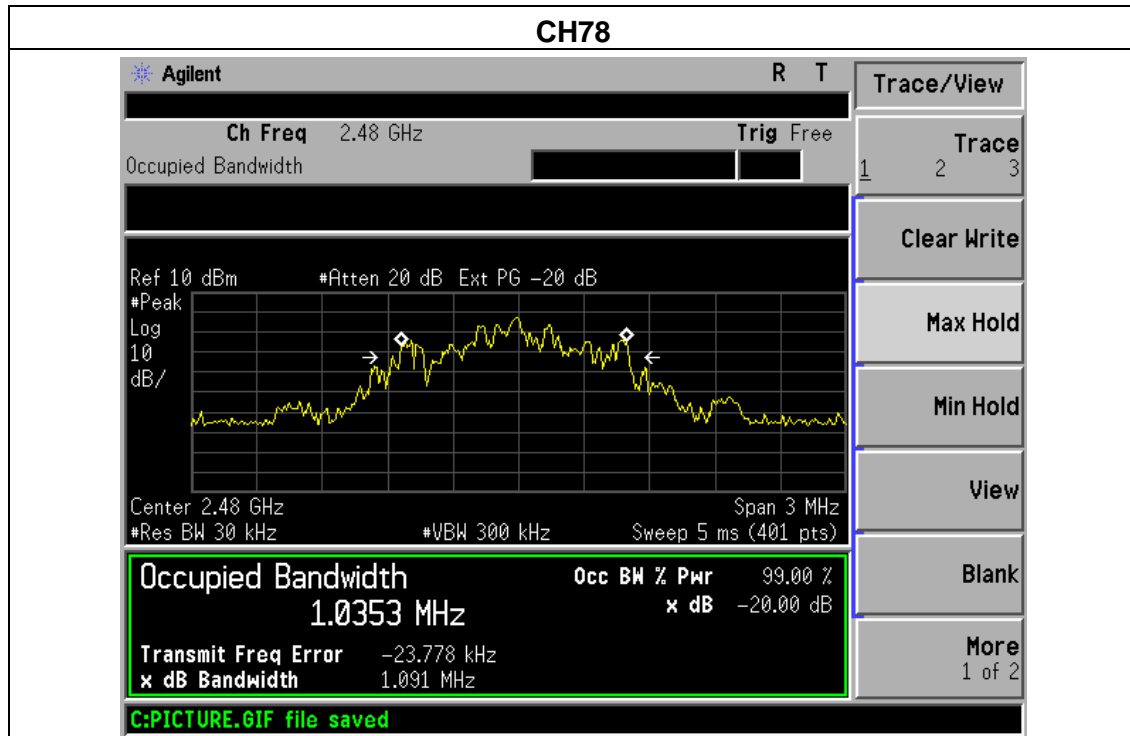 CH78
Agilent R T
Ch Freq 2.48 GHz Trig Free
Occupied Bandwidth
Ref 10 dBm #Atten 20 dB Ext PG -20 dB
#Peak
Log
10
dB/
Center 2.48 GHz Span 3 MHz
#Res BW 30 kHz #VBW 300 kHz Sweep 5 ms (401 pts)
Occupied Bandwidth Occ BW % Pwr 99.00 %
1.0353 MHz x dB -20.00 dB
Transmit Freq Error -23.778 kHz
x dB Bandwidth 1.091 MHz
C:PICTURE.GIF file saved
Trace/View
Trace
1 2 3
Clear Write
Max Hold
Min Hold
View
Blank
More
1 of 2